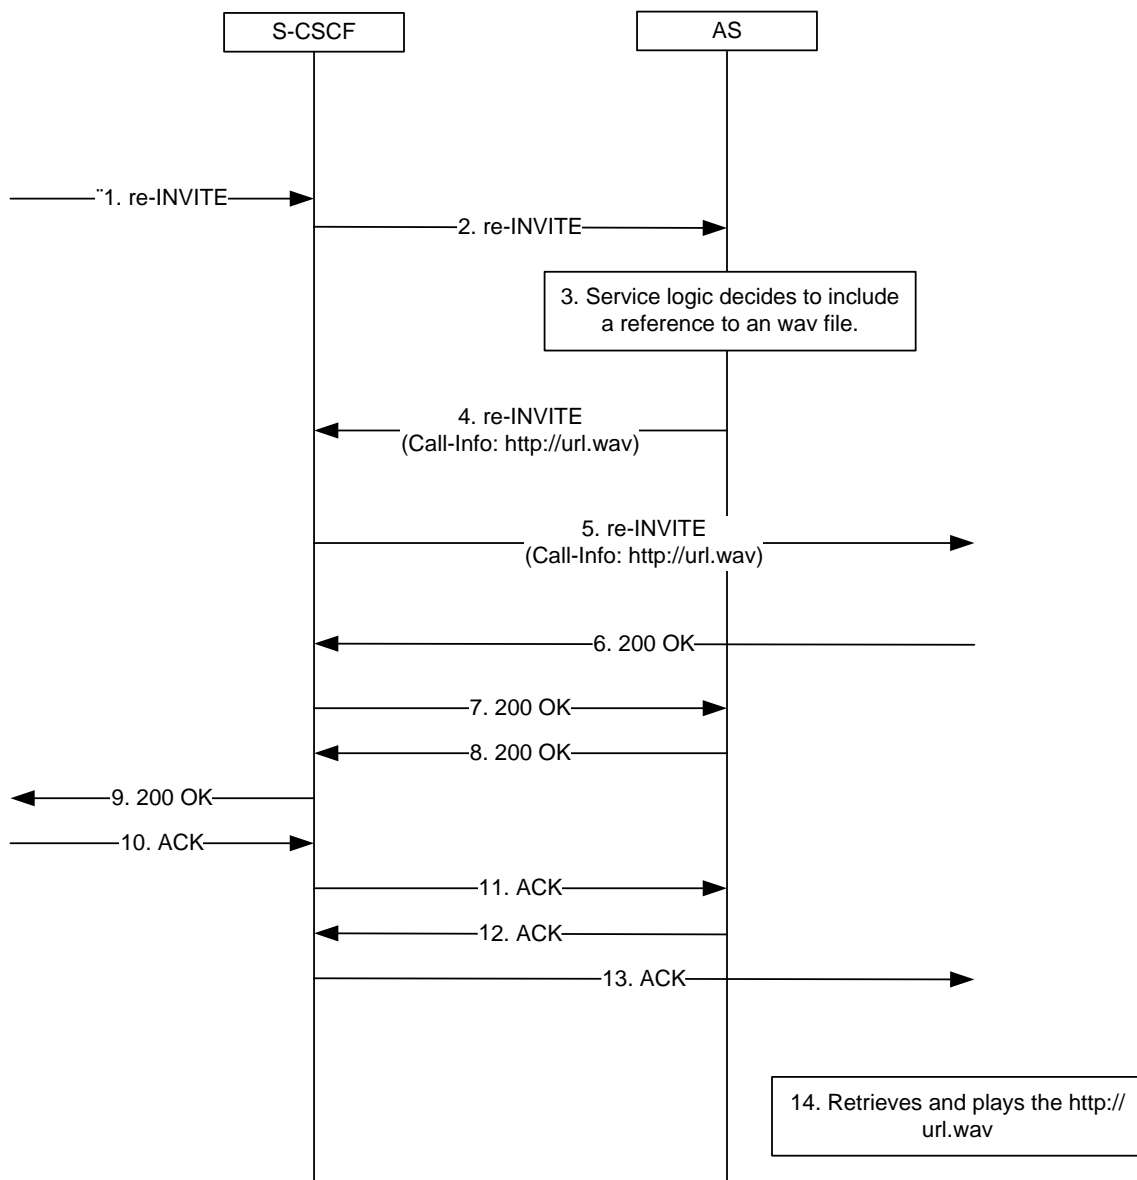 S-CSCF
AS
¨1. re-INVITE
2. re-INVITE
3. Service logic decides to include
a reference to an wav file.
4. re-INVITE
(Call-Info: http://url.wav)
5. re-INVITE
(Call-Info: http://url.wav)
6. 200 OK
7. 200 OK
8. 200 OK
9. 200 OK
10. ACK
11. ACK
12. ACK
13. ACK
14. Retrieves and plays the http://
url.wav